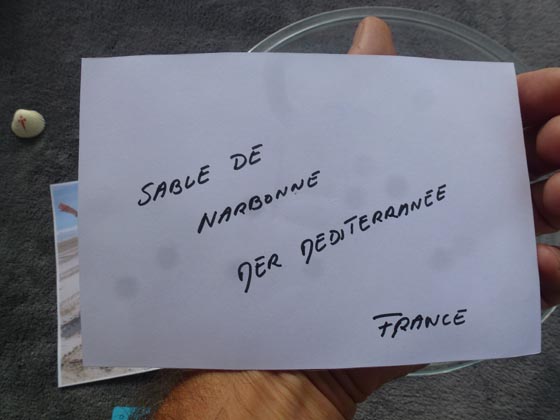 SABLE DE
NARBONNE
MER MEDITERRANEE
FRANCE